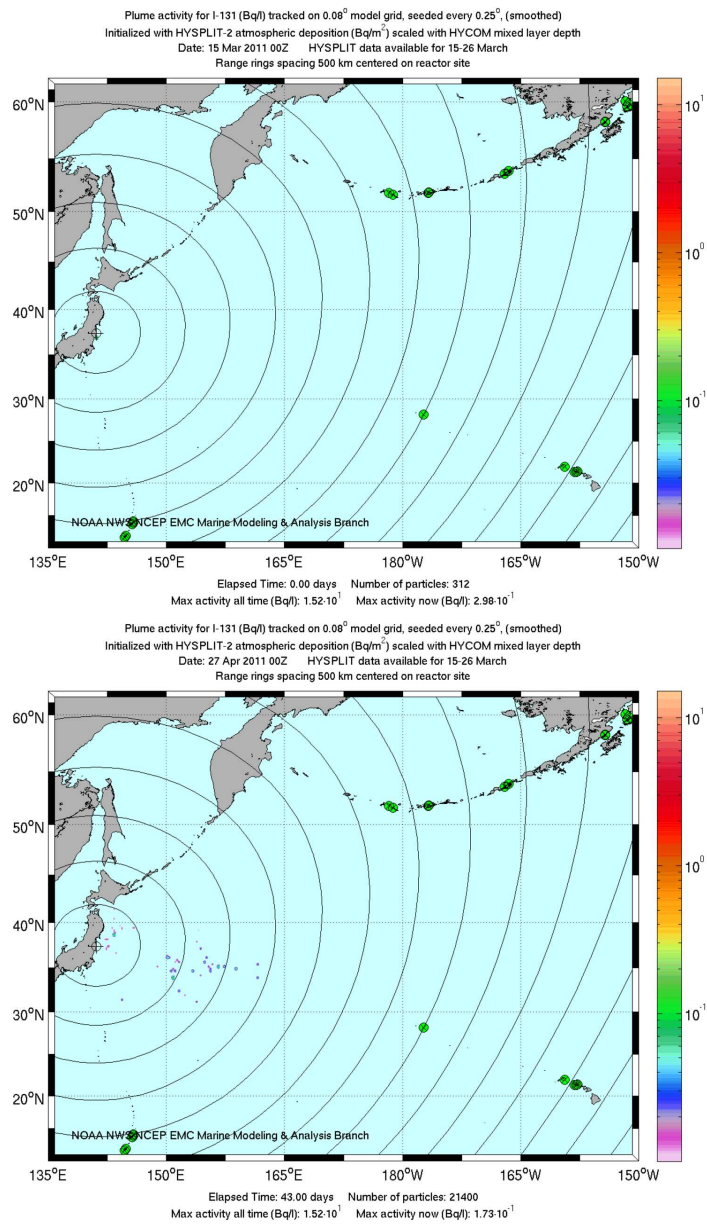 Plume activity for I-131 (Bq/l) tracked on 0.08° model grid, seeded every 0.25°, (smoothed)
Initialized with HYSPLIT-2 atmospheric deposition (Bq/m²) scaled with HYCOM mixed layer depth
Date: 15 Mar 2011 00Z HYSPLIT data available for 15-26 March
Range rings spacing 500 km centered on reactor site
60°N
50°N
40°N
30°N
20°N
10¹
10⁰
10⁻¹
NOAA NWS NCEP EMC Marine Modeling & Analysis Branch
135°E 150°E 165°E 180°W 165°W 150°W
Elapsed Time: 0.00 days Number of particles: 312
Max activity all time (Bq/l): 1.52·10¹ Max activity now (Bq/l): 2.98·10⁻¹
Plume activity for I-131 (Bq/l) tracked on 0.08° model grid, seeded every 0.25°, (smoothed)
Initialized with HYSPLIT-2 atmospheric deposition (Bq/m²) scaled with HYCOM mixed layer depth
Date: 27 Apr 2011 00Z HYSPLIT data available for 15-26 March
Range rings spacing 500 km centered on reactor site
60°N
50°N
40°N
30°N
20°N
10¹
10⁰
10⁻¹
NOAA NWS NCEP EMC Marine Modeling & Analysis Branch
135°E 150°E 165°E 180°W 165°W 150°W
Elapsed Time: 43.00 days Number of particles: 21400
Max activity all time (Bq/l): 1.52·10¹ Max activity now (Bq/l): 1.73·10⁻¹